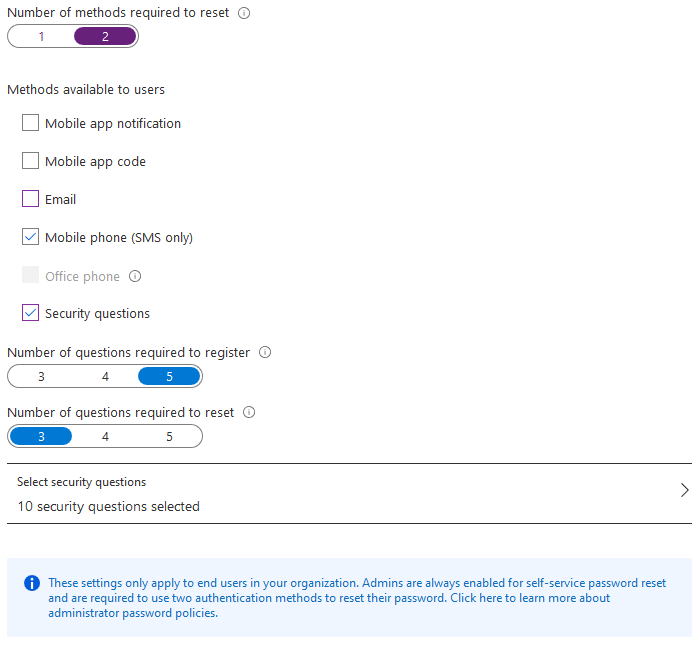 Number of methods required to reset
1 2
Methods available to users
Mobile app notification
Mobile app code
Email
Mobile phone (SMS only)
Office phone
Security questions
Number of questions required to register
3 4 5
Number of questions required to reset
3 4 5
Select security questions
10 security questions selected
These settings only apply to end users in your organization. Admins are always enabled for self-service password reset
and are required to use two authentication methods to reset their password. Click here to learn more about
administrator password policies.